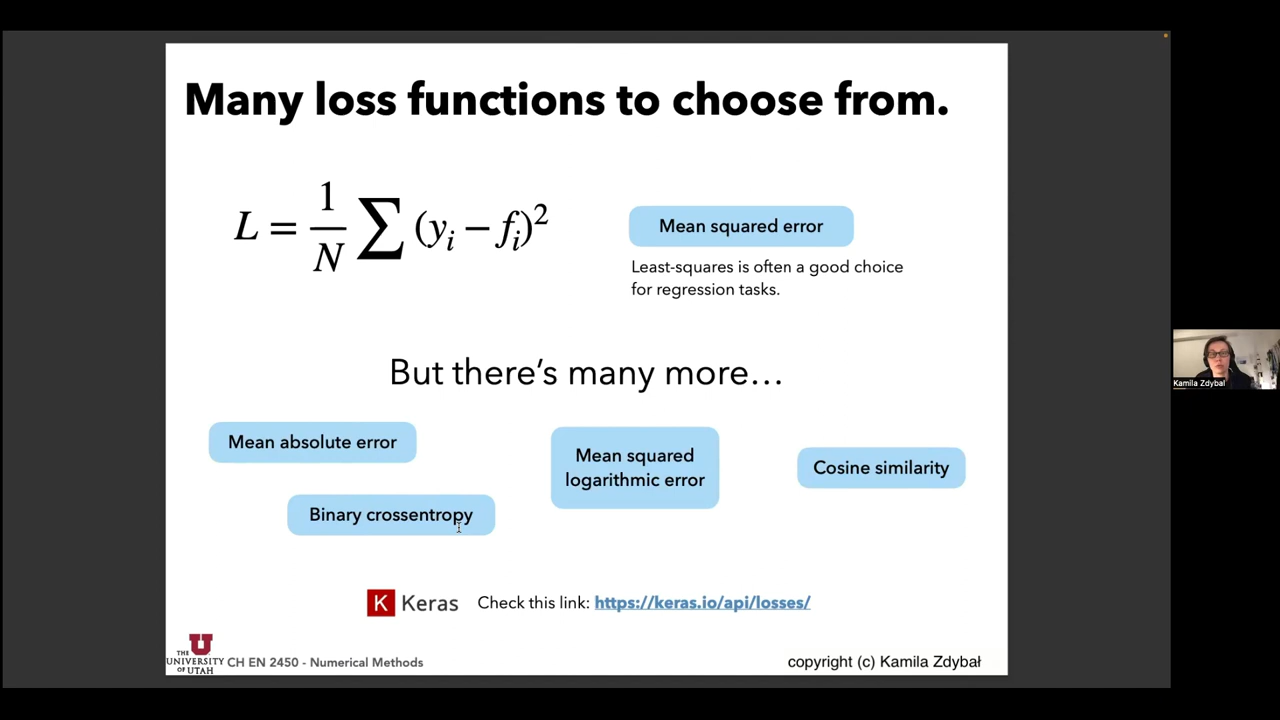 Many loss functions to choose from.
L = 1/N ∑ (yᵢ − fᵢ)²
Mean squared error
Least-squares is often a good choice
for regression tasks.
But there's many more…
Mean absolute error
Mean squared
logarithmic error
Cosine similarity
Binary crossentropy
K Keras Check this link: https://keras.io/api/losses/
THE
UNIVERSITY
OF UTAH
CH EN 2450 - Numerical Methods
copyright (c) Kamila Zdybał
Kamila Zdybał